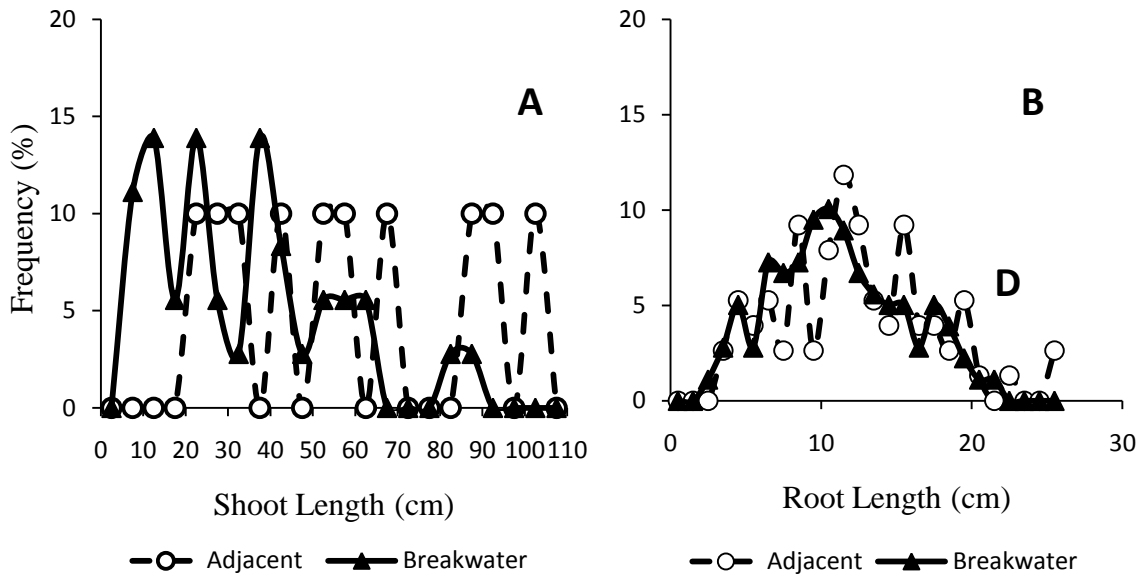 20
15
10
5
0
Frequency (%)
A
0 10 20 30 40 50 60 70 80 90 100 110
Shoot Length (cm)
Adjacent Breakwater
20
15
10
5
0
B
D
0 10 20 30
Root Length (cm)
Adjacent Breakwater